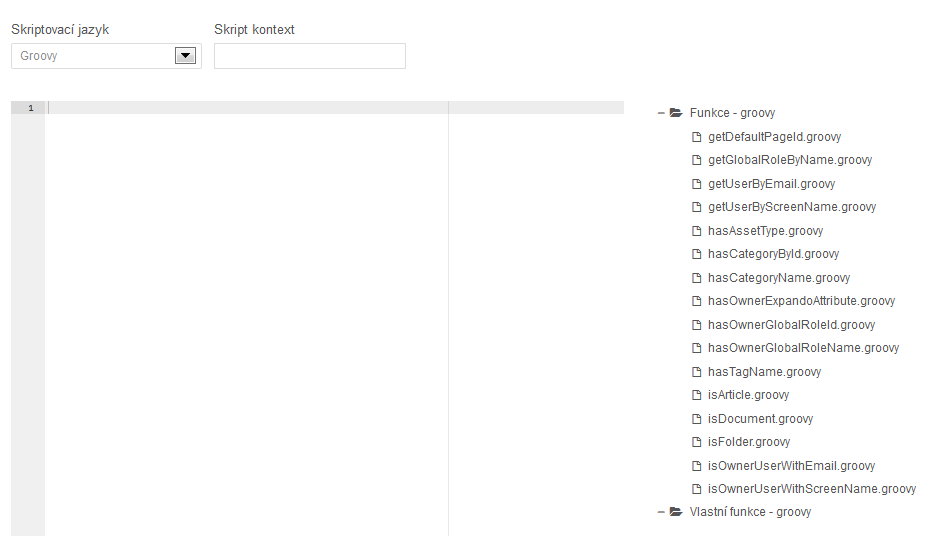 Skriptovací jazyk
Skript kontext
Groovy
1
Funkce - groovy
getDefaultPageId.groovy
getGlobalRoleByName.groovy
getUserByEmail.groovy
getUserByScreenName.groovy
hasAssetType.groovy
hasCategoryById.groovy
hasCategoryName.groovy
hasOwnerExpandoAttribute.groovy
hasOwnerGlobalRoleId.groovy
hasOwnerGlobalRoleName.groovy
hasTagName.groovy
isArticle.groovy
isDocument.groovy
isFolder.groovy
isOwnerUserWithEmail.groovy
isOwnerUserWithScreenName.groovy
Vlastní funkce - groovy